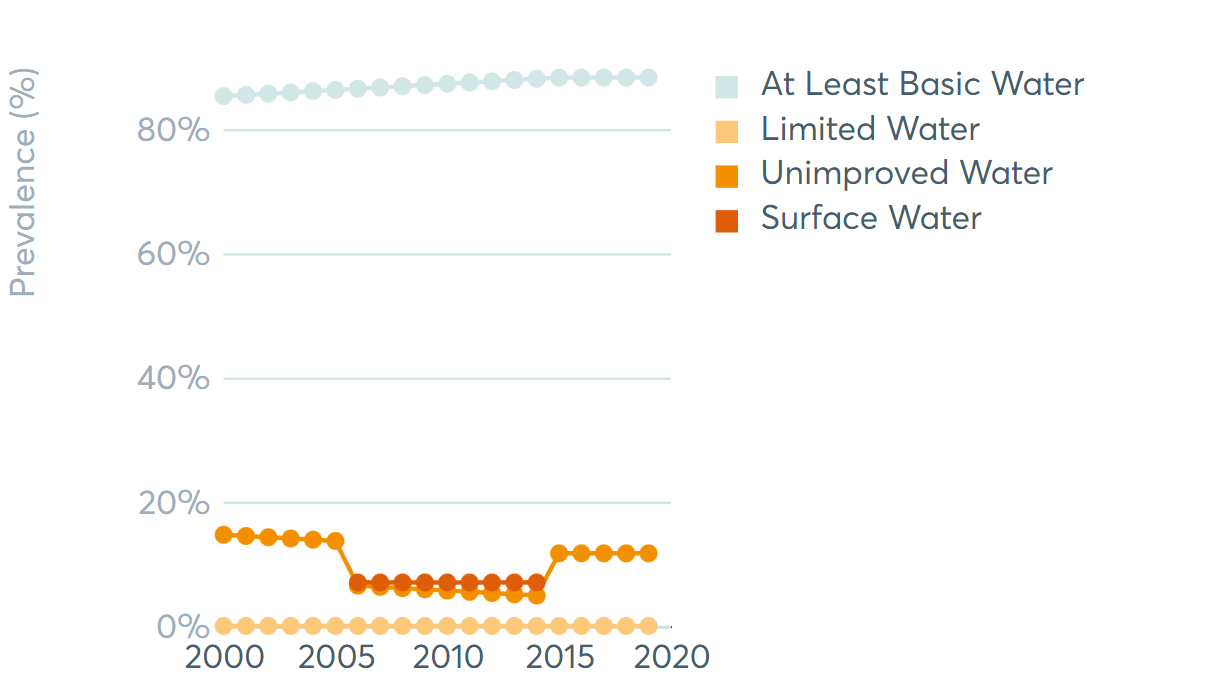 Prevalence (%)
80%
60%
40%
20%
0%
2000 2005 2010 2015 2020
At Least Basic Water
Limited Water
Unimproved Water
Surface Water